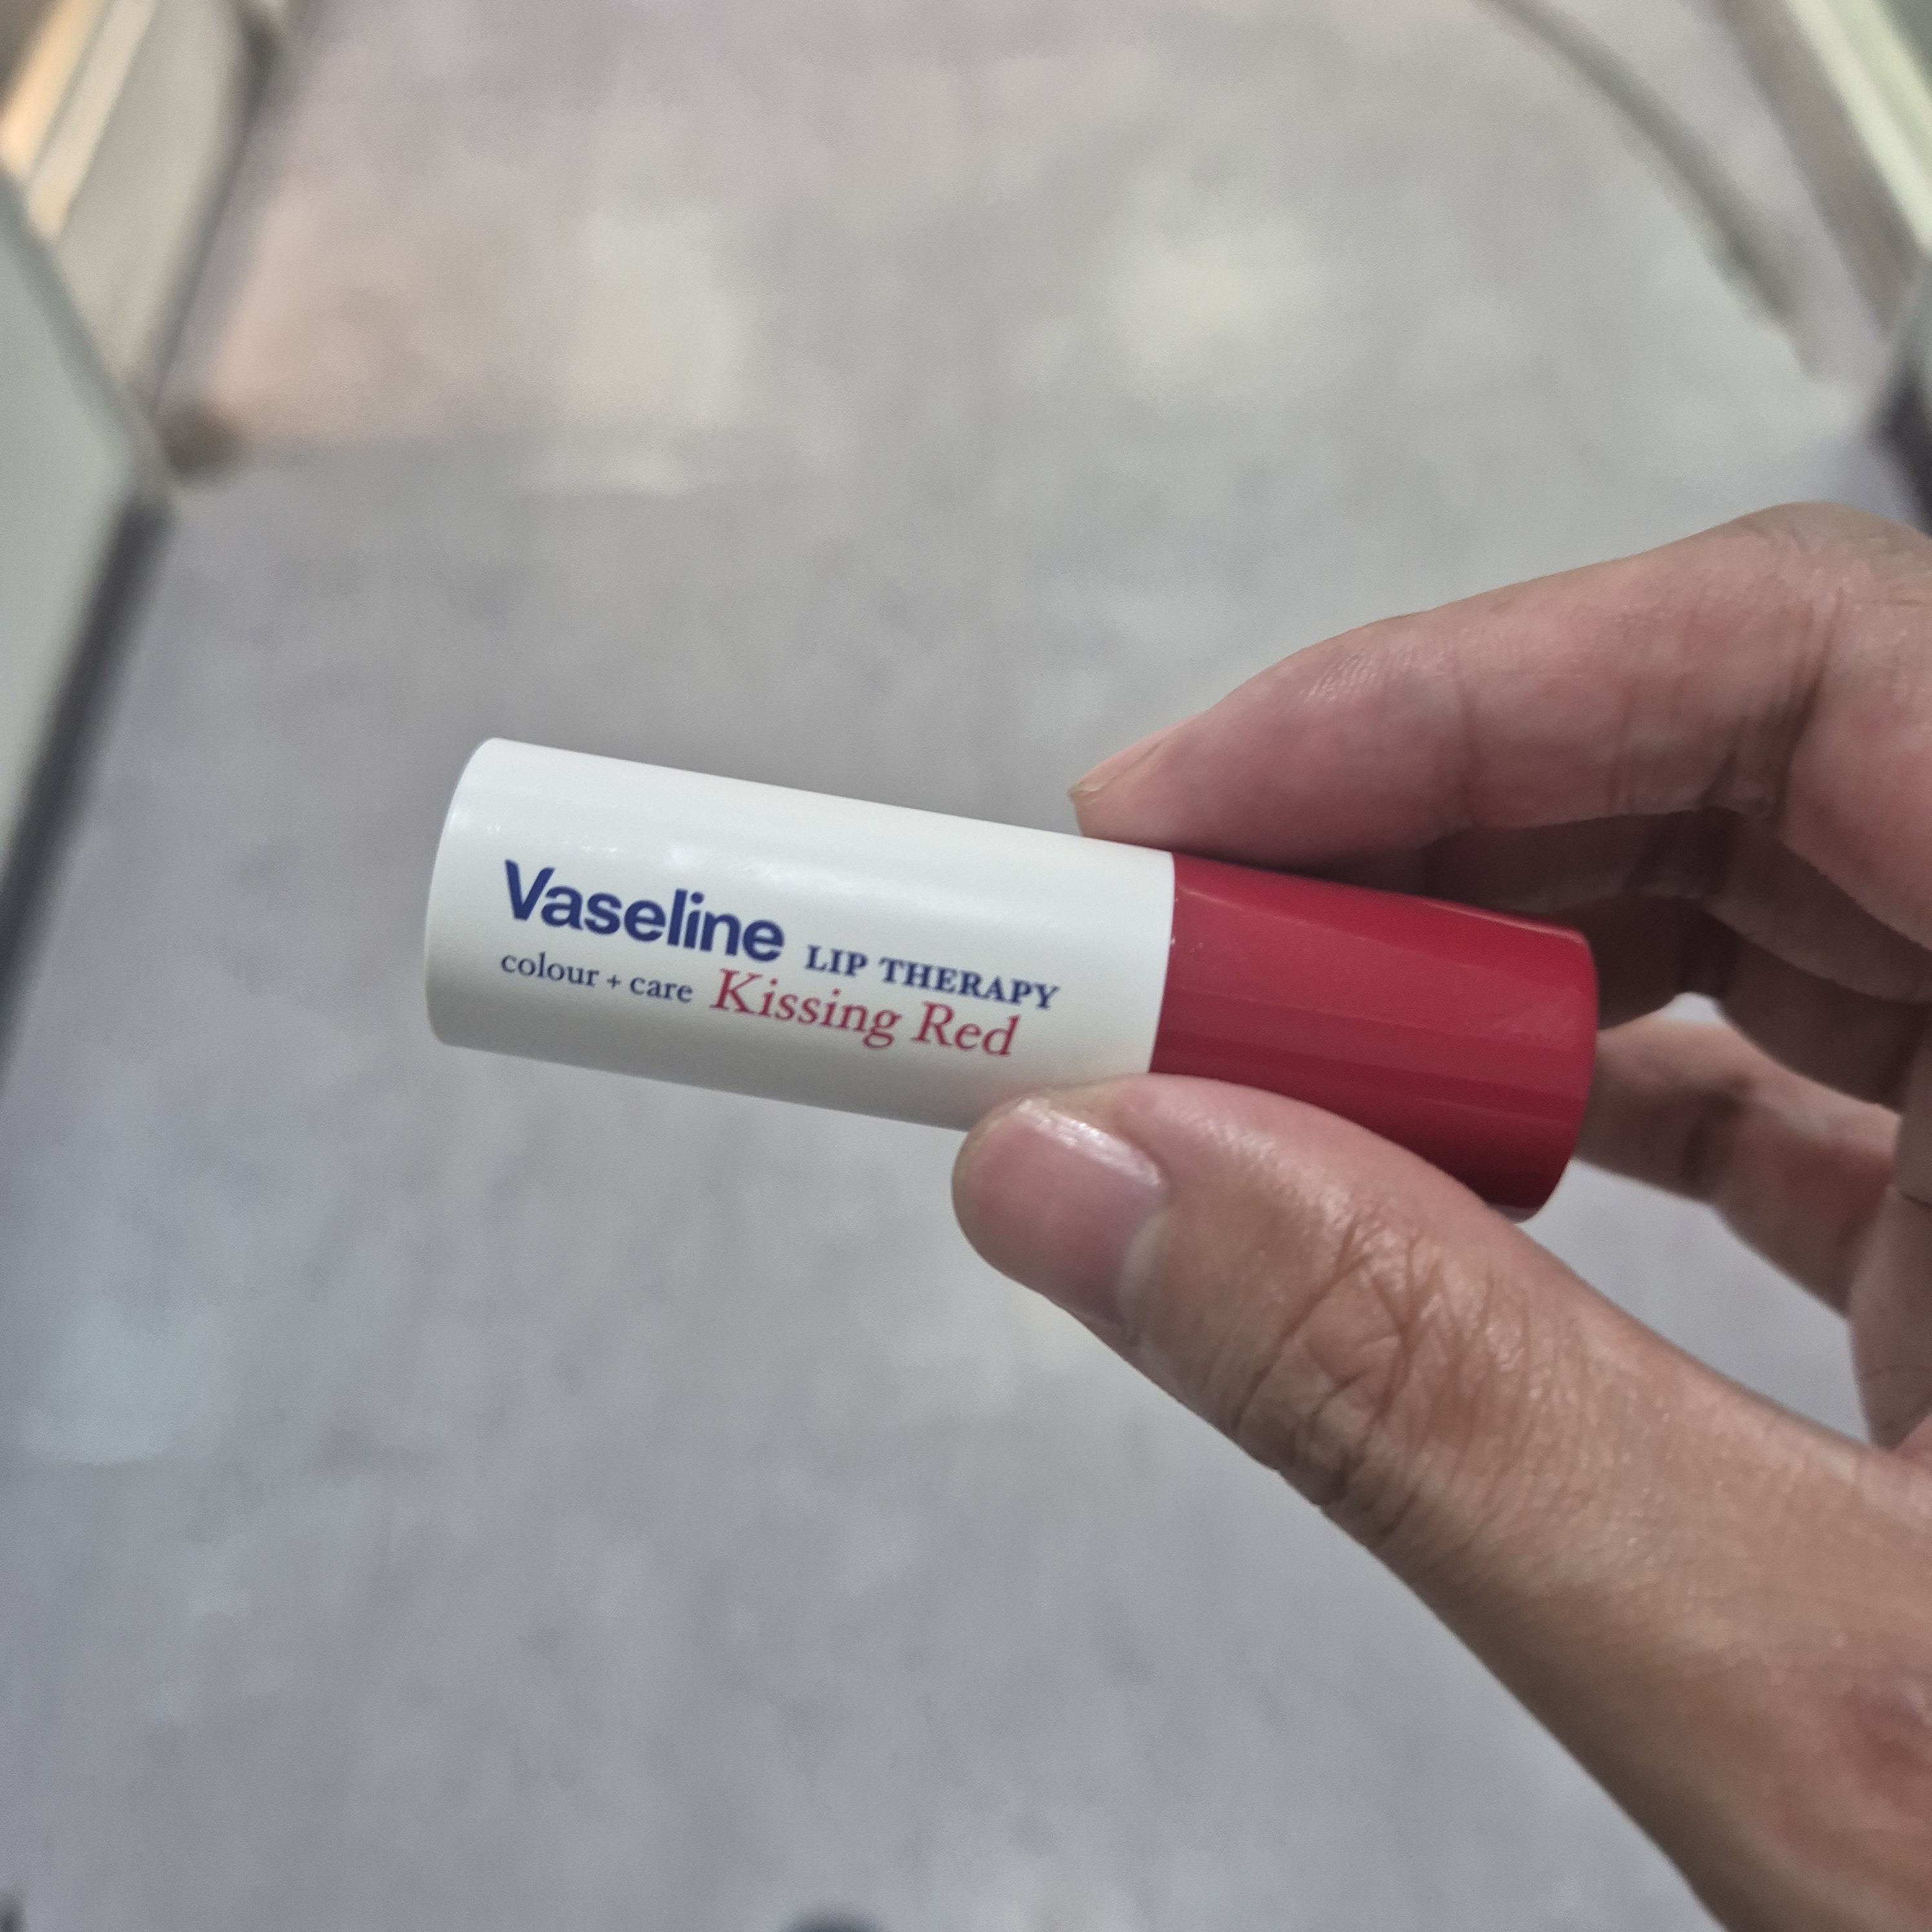 Vaseline LIP THERAPY
colour + care Kissing Red